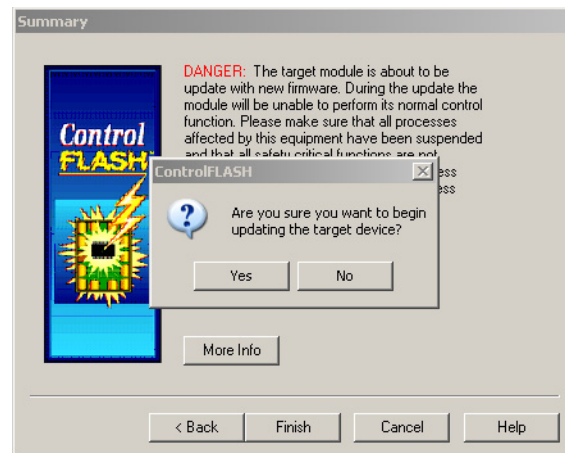 Summary
DANGER: The target module is about to be
update with new firmware. During the update the
module will be unable to perform its normal control
function. Please make sure that all processes
affected by this equipment have been suspended
and that all safety critical functions are not
ess
ess
Control
FLASH
ControlFLASH
Are you sure you want to begin
updating the target device?
Yes
No
More Info
< Back
Finish
Cancel
Help